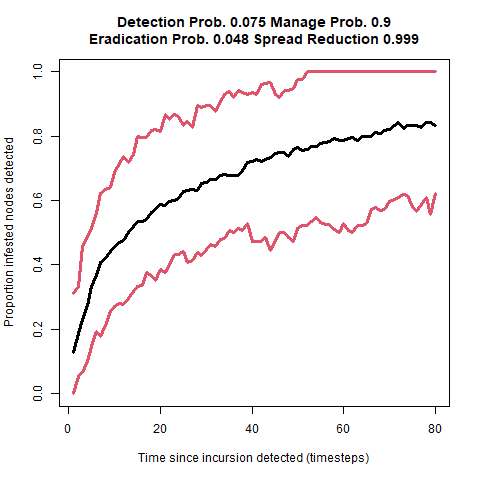 Detection Prob. 0.075 Manage Prob. 0.9
Eradication Prob. 0.048 Spread Reduction 0.999
Proportion infested nodes detected
1.0
0.8
0.6
0.4
0.2
0.0
0 20 40 60 80
Time since incursion detected (timesteps)